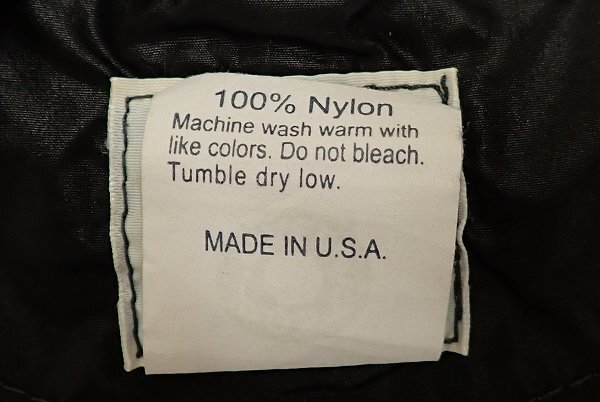 100% Nylon
Machine wash warm with
like colors. Do not bleach.
Tumble dry low.
MADE IN U.S.A.